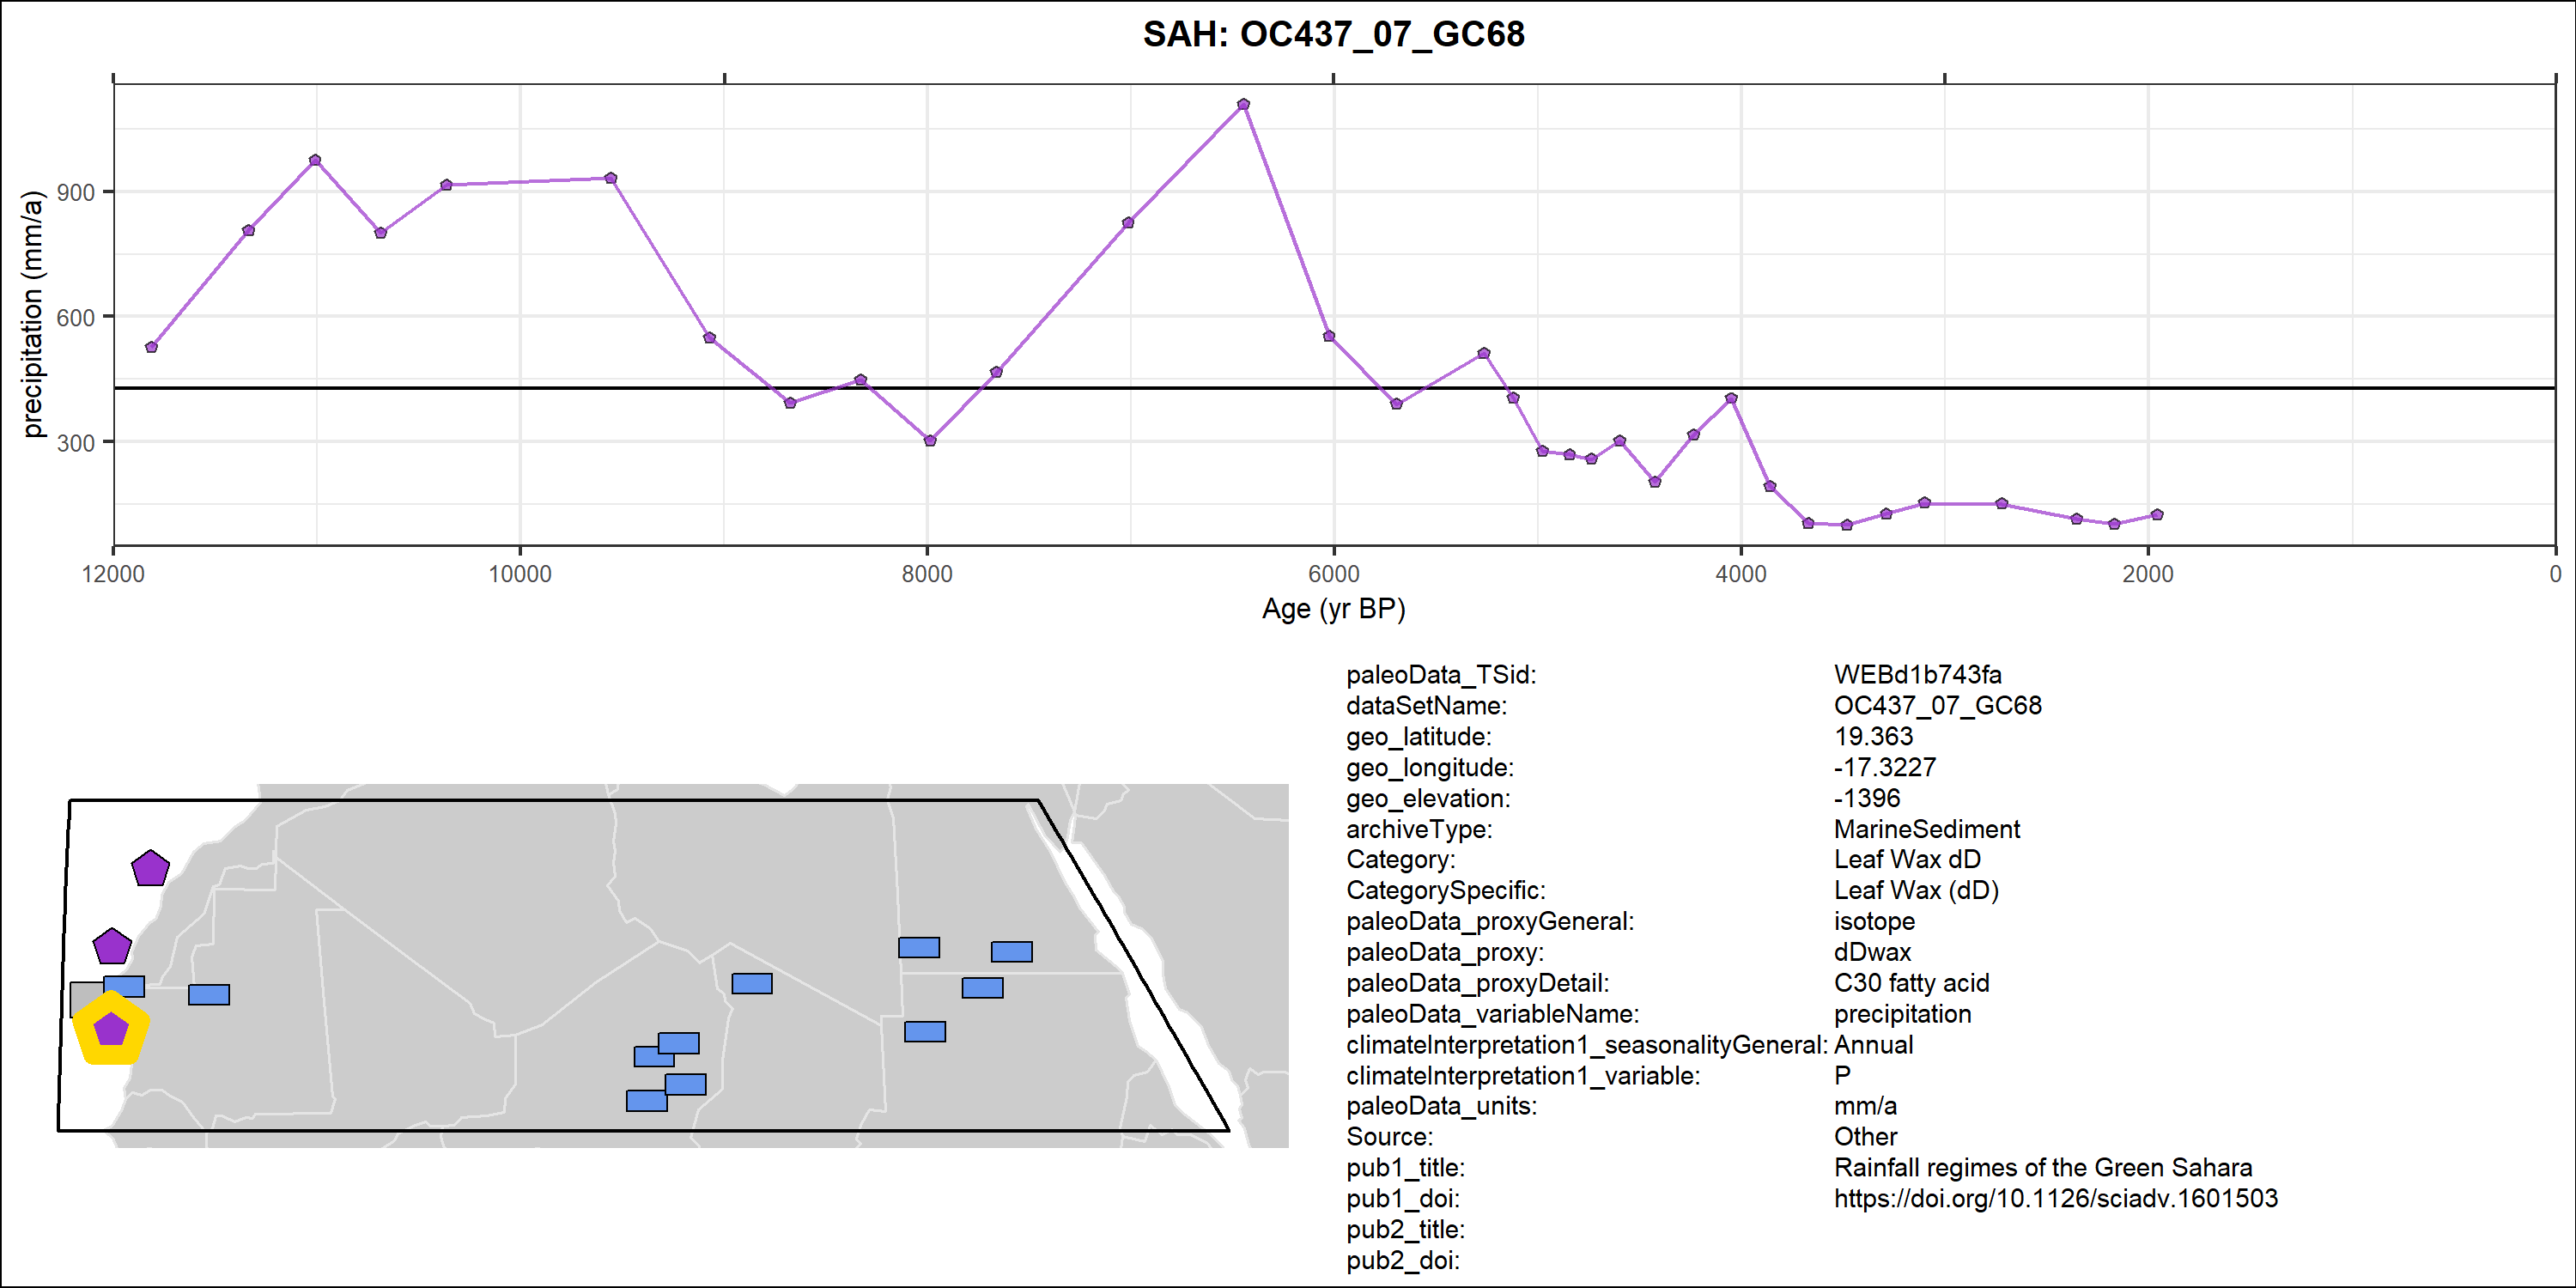 SAH: OC437_07_GC68
precipitation (mm/a)
900
600
300
12000 10000 8000 6000 4000 2000 0
Age (yr BP)
paleoData_TSid: WEBd1b743fa
dataSetName: OC437_07_GC68
geo_latitude: 19.363
geo_longitude: -17.3227
geo_elevation: -1396
archiveType: MarineSediment
Category: Leaf Wax dD
CategorySpecific: Leaf Wax (dD)
paleoData_proxyGeneral: isotope
paleoData_proxy: dDwax
paleoData_proxyDetail: C30 fatty acid
paleoData_variableName: precipitation
climateInterpretation1_seasonalityGeneral: Annual
climateInterpretation1_variable: P
paleoData_units: mm/a
Source: Other
pub1_title: Rainfall regimes of the Green Sahara
pub1_doi: https://doi.org/10.1126/sciadv.1601503
pub2_title:
pub2_doi: